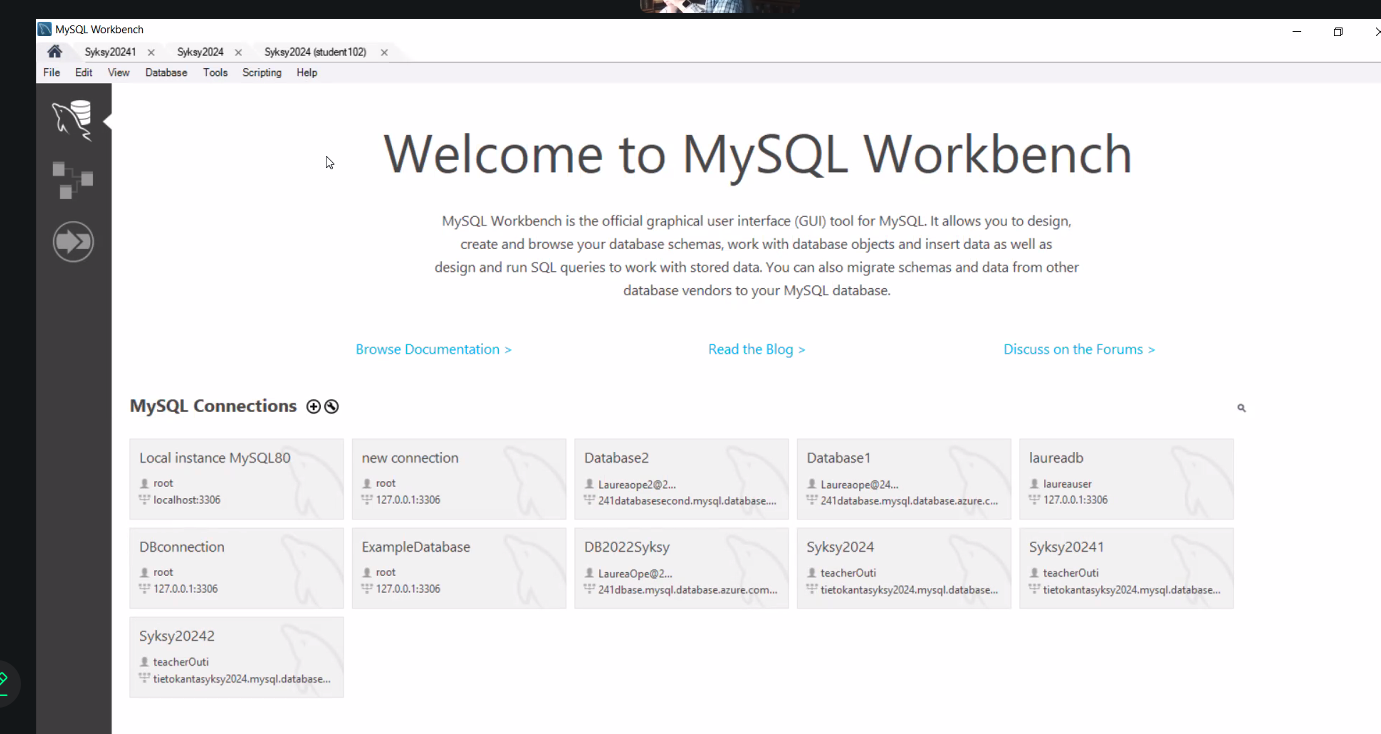 MySQL Workbench
Syksy20241 Syksy2024 Syksy2024 (student102)
File Edit View Database Tools Scripting Help
Welcome to MySQL Workbench
MySQL Workbench is the official graphical user interface (GUI) tool for MySQL. It allows you to design,
create and browse your database schemas, work with database objects and insert data as well as
design and run SQL queries to work with stored data. You can also migrate schemas and data from other
database vendors to your MySQL database.
Browse Documentation > Read the Blog > Discuss on the Forums >
MySQL Connections
Local instance MySQL80
root
localhost:3306
new connection
root
127.0.0.1:3306
Database2
Laureaope2@2...
241databasesecond.mysql.database....
Database1
Laureaope@24...
241database.mysql.database.azure.c...
laureadb
laureauser
127.0.0.1:3306
DBconnection
root
127.0.0.1:3306
ExampleDatabase
root
127.0.0.1:3306
DB2022Syksy
LaureaOpe@2...
241dbase.mysql.database.azure.com...
Syksy2024
teacherOuti
tietokantasyksy2024.mysql.database...
Syksy20241
teacherOuti
tietokantasyksy2024.mysql.database...
Syksy20242
teacherOuti
tietokantasyksy2024.mysql.database...